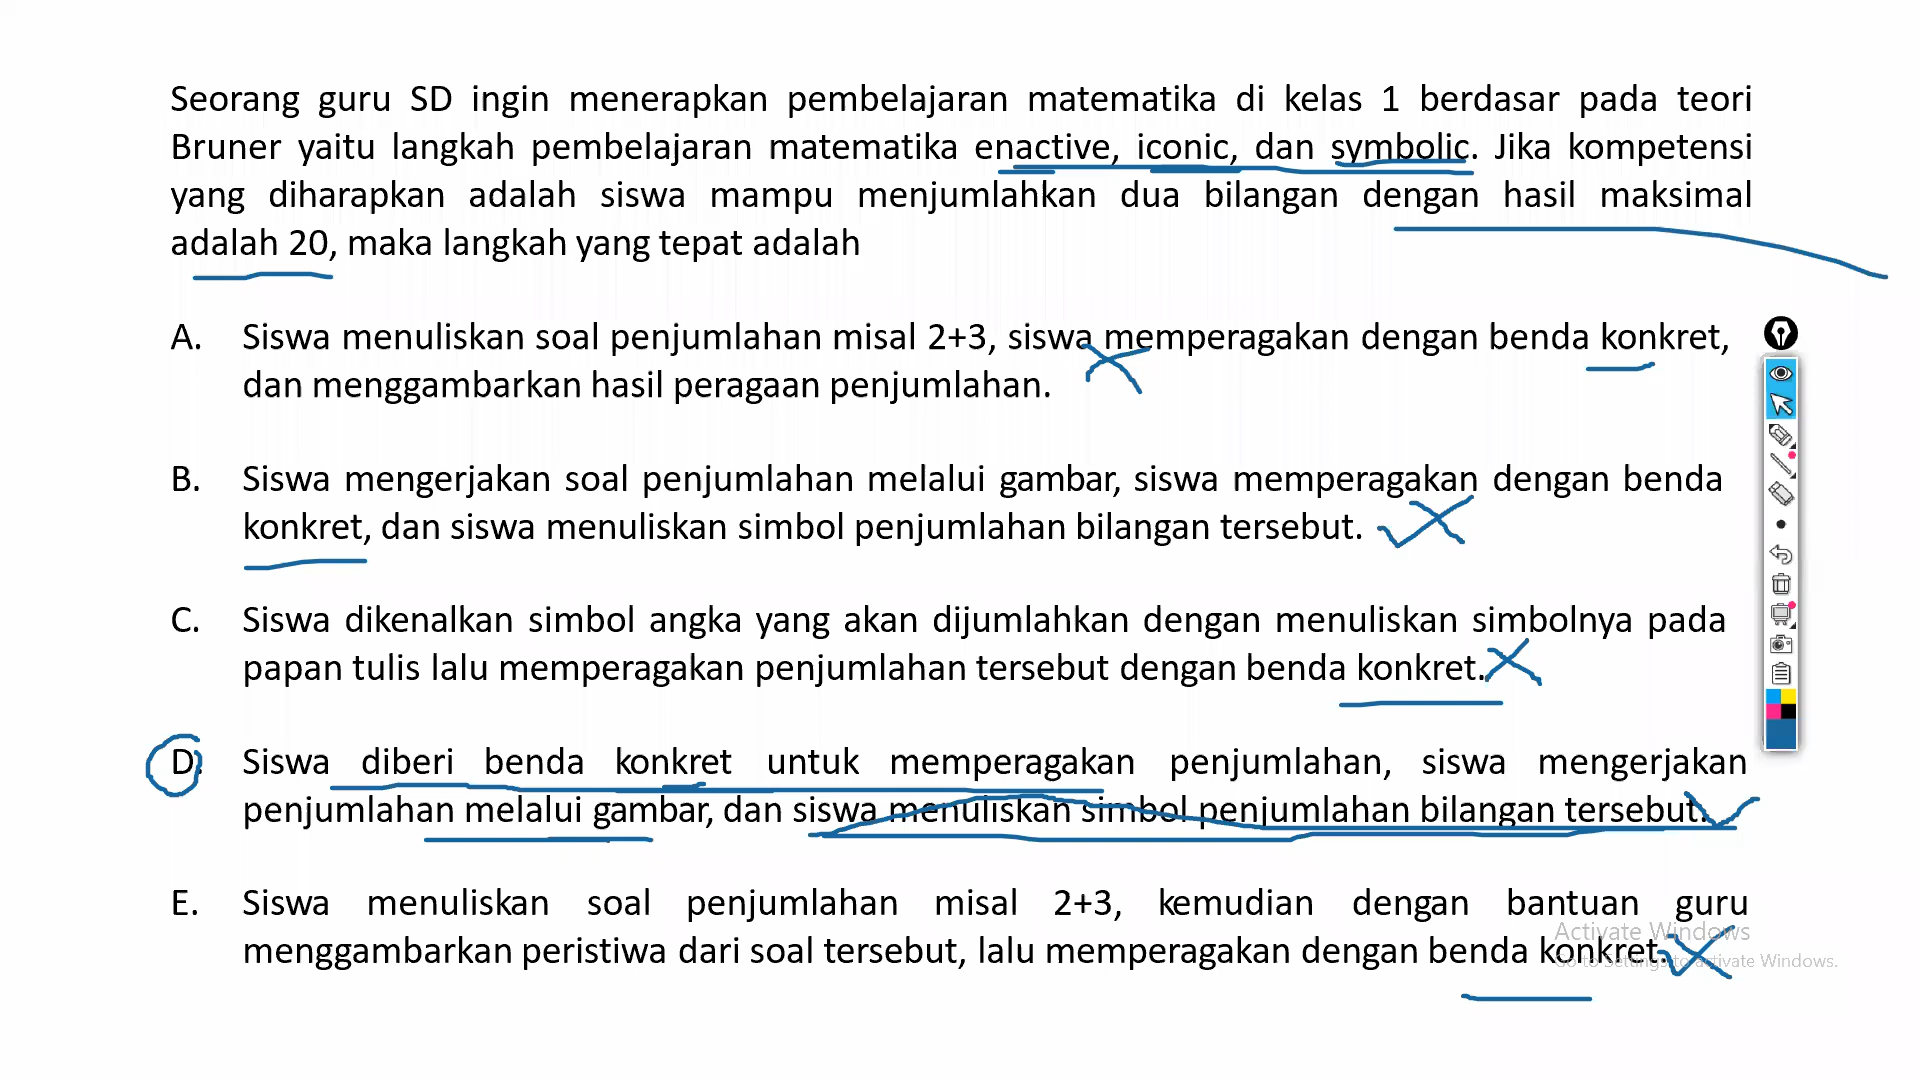 Seorang guru SD ingin menerapkan pembelajaran matematika di kelas 1 berdasar pada teori
Bruner yaitu langkah pembelajaran matematika enactive, iconic, dan symbolic. Jika kompetensi
yang diharapkan adalah siswa mampu menjumlahkan dua bilangan dengan hasil maksimal
adalah 20, maka langkah yang tepat adalah
A. Siswa menuliskan soal penjumlahan misal 2+3, siswa memperagakan dengan benda konkret,
dan menggambarkan hasil peragaan penjumlahan.
B. Siswa mengerjakan soal penjumlahan melalui gambar, siswa memperagakan dengan benda
konkret, dan siswa menuliskan simbol penjumlahan bilangan tersebut.
C. Siswa dikenalkan simbol angka yang akan dijumlahkan dengan menuliskan simbolnya pada
papan tulis lalu memperagakan penjumlahan tersebut dengan benda konkret.
D. Siswa diberi benda konkret untuk memperagakan penjumlahan, siswa mengerjakan
penjumlahan melalui gambar, dan siswa menuliskan simbol penjumlahan bilangan tersebut.
E. Siswa menuliskan soal penjumlahan misal 2+3, kemudian dengan bantuan guru
menggambarkan peristiwa dari soal tersebut, lalu memperagakan dengan benda konkret.
Activate Windows
Go to Settings to activate Windows.